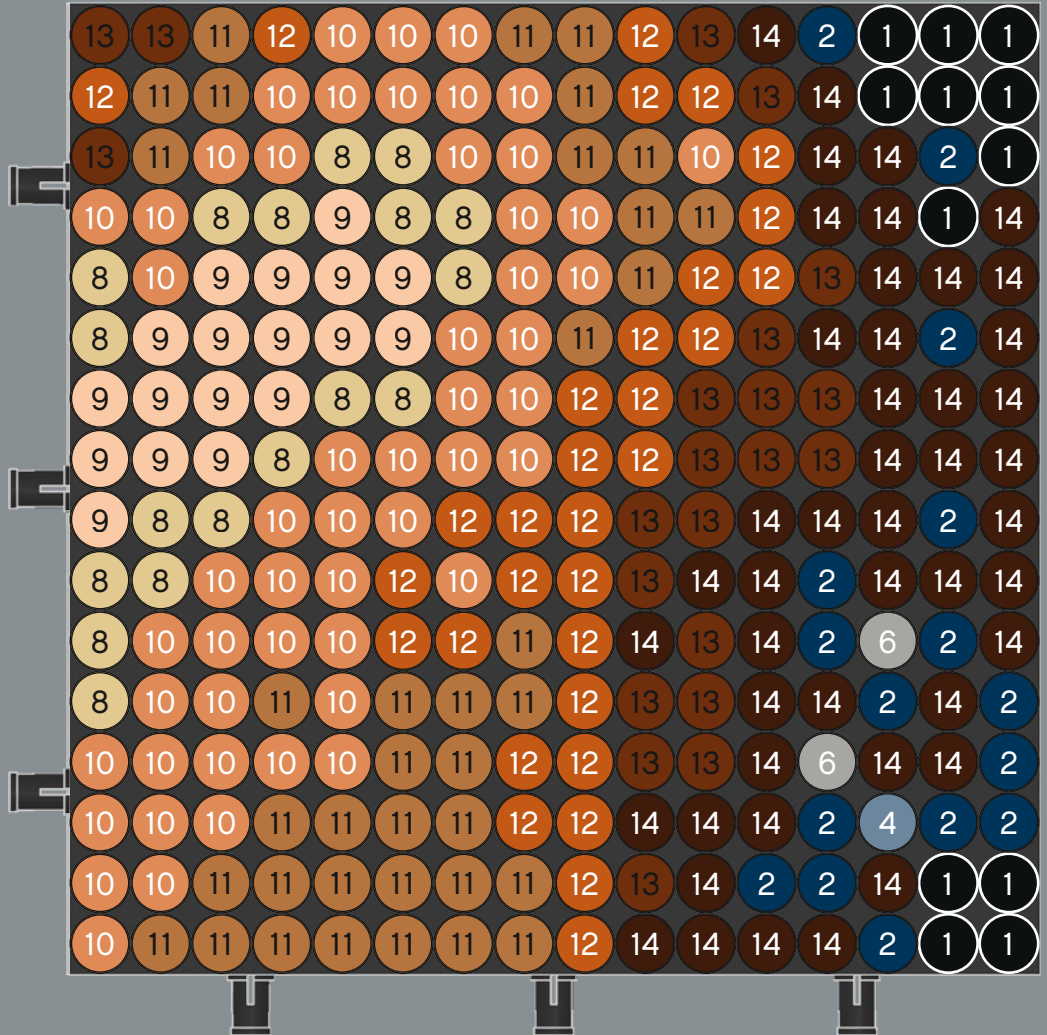 13 13 11 12 10 10 10 11 11 12 13 14 2 1 1 1
12 11 11 10 10 10 10 10 11 12 12 13 14 1 1 1
13 11 10 10 8 8 10 10 11 11 10 12 14 14 2 1
10 10 8 8 9 8 8 10 10 11 11 12 14 14 1 14
8 10 9 9 9 9 8 10 10 11 12 12 13 14 14 14
8 9 9 9 9 9 10 10 11 12 12 13 14 14 2 14
9 9 9 9 8 8 10 10 12 12 13 13 13 14 14 14
9 9 9 8 10 10 10 10 12 12 13 13 13 14 14 14
9 8 8 10 10 10 12 12 12 13 13 14 14 14 2 14
8 8 10 10 10 12 10 12 12 13 14 14 2 14 14 14
8 10 10 10 10 12 12 11 12 14 13 14 2 6 2 14
8 10 10 11 10 11 11 11 12 13 13 14 14 2 14 2
10 10 10 10 10 11 11 12 12 13 13 14 6 14 14 2
10 10 10 11 11 11 11 12 12 14 14 14 2 4 2 2
10 10 11 11 11 11 11 11 12 13 14 2 2 14 1 1
10 11 11 11 11 11 11 11 12 14 14 14 14 2 1 1